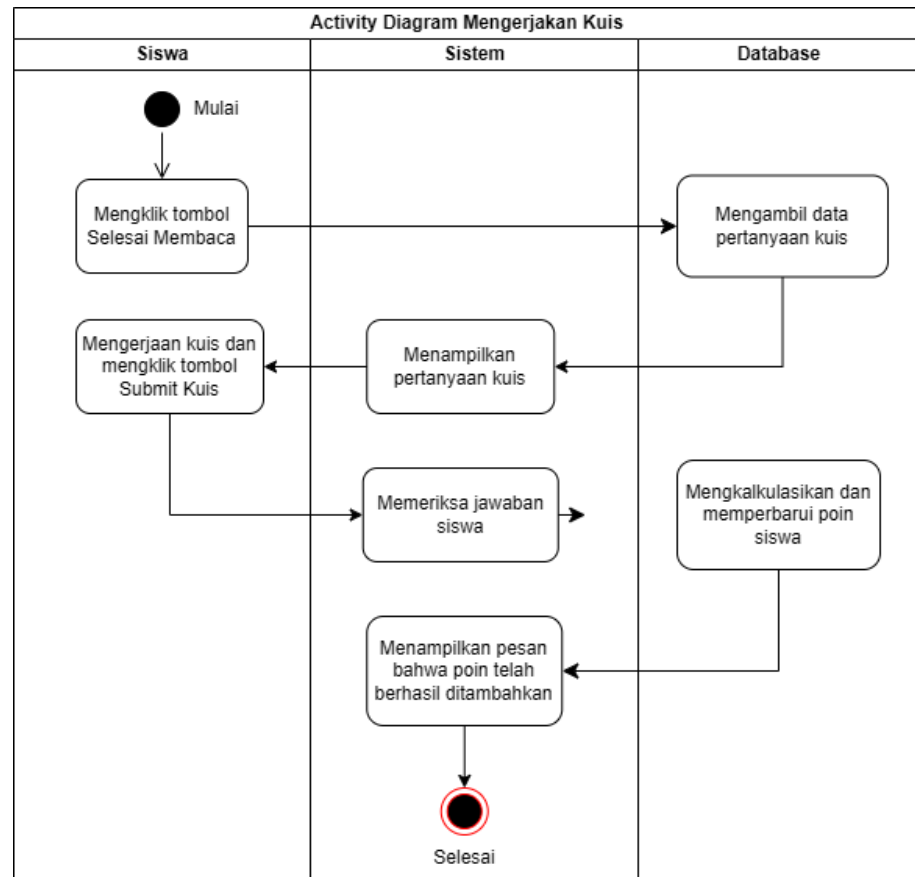 Activity Diagram Mengerjakan Kuis
Siswa
Sistem
Database
Mulai
Mengklik tombol
Selesai Membaca
Mengambil data
pertanyaan kuis
Menampilkan
pertanyaan kuis
Mengerjaan kuis dan
mengklik tombol
Submit Kuis
Memeriksa jawaban
siswa
Mengkalkulasikan dan
memperbarui poin
siswa
Menampilkan pesan
bahwa poin telah
berhasil ditambahkan
Selesai